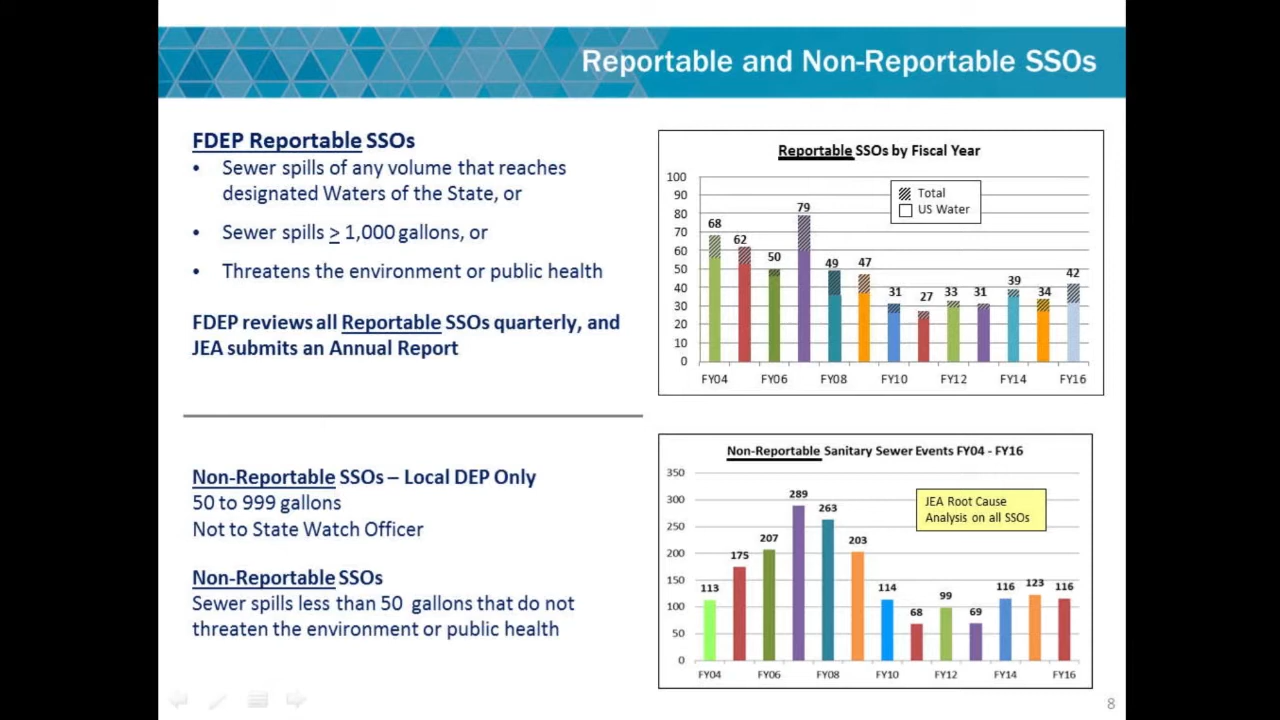 Reportable and Non-Reportable SSOs
FDEP Reportable SSOs
• Sewer spills of any volume that reaches
designated Waters of the State, or
• Sewer spills ≥ 1,000 gallons, or
• Threatens the environment or public health
FDEP reviews all Reportable SSOs quarterly, and
JEA submits an Annual Report
Reportable SSOs by Fiscal Year
Total
US Water
100
90
80
70
60
50
40
30
20
10
0
68
62
50
79
49
47
31
27
33
31
39
34
42
FY04 FY06 FY08 FY10 FY12 FY14 FY16
Non-Reportable SSOs – Local DEP Only
50 to 999 gallons
Not to State Watch Officer
Non-Reportable SSOs
Sewer spills less than 50 gallons that do not
threaten the environment or public health
Non-Reportable Sanitary Sewer Events FY04 - FY16
JEA Root Cause
Analysis on all SSOs
350
300
250
200
150
100
50
0
113
175
207
289
263
203
114
68
99
69
116
123
116
FY04 FY06 FY08 FY10 FY12 FY14 FY16
8